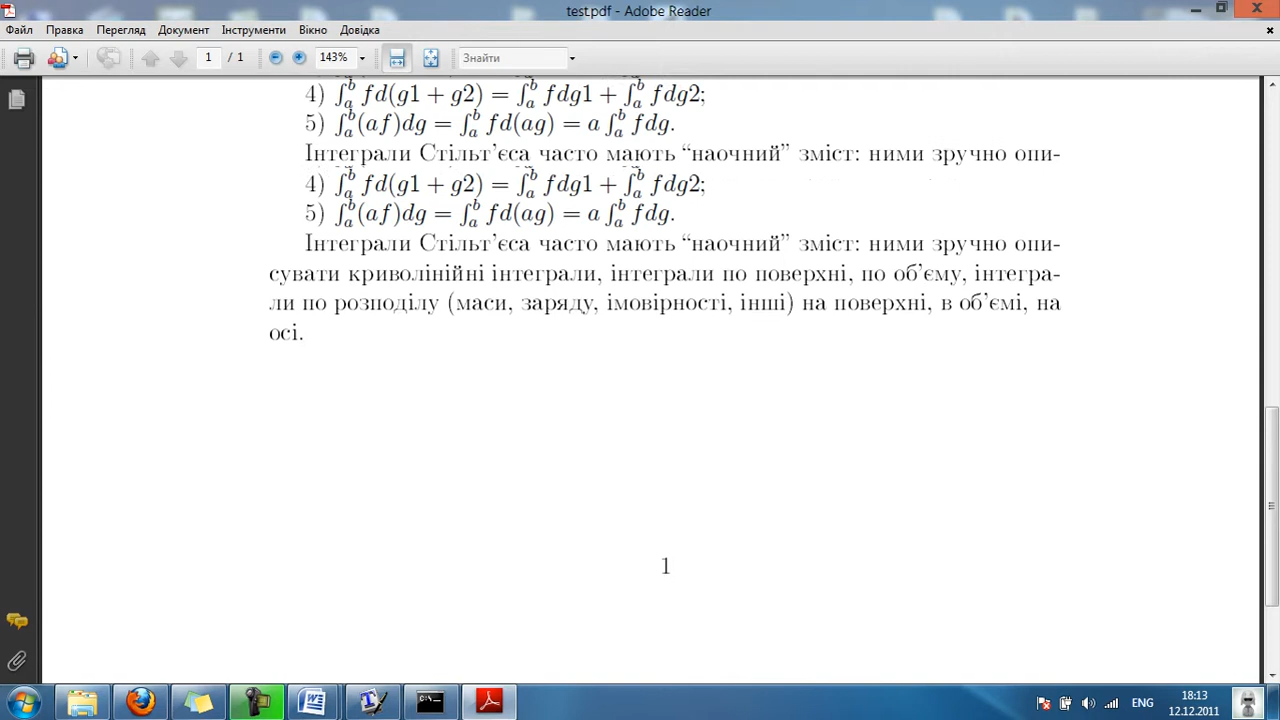 test.pdf - Adobe Reader
Файл Правка Перегляд Документ Інструменти Вікно Довідка
1 / 1 143% Знайти
4) ∫_a^b fd(g1 + g2) = ∫_a^b fdg1 + ∫_a^b fdg2;
5) ∫_a^b (af)dg = ∫_a^b fd(ag) = a ∫_a^b fdg.
Інтеграли Стільт’єса часто мають “наочний” зміст: ними зручно опи-
4) ∫_a^b fd(g1 + g2) = ∫_a^b fdg1 + ∫_a^b fdg2;
5) ∫_a^b (af)dg = ∫_a^b fd(ag) = a ∫_a^b fdg.
Інтеграли Стільт’єса часто мають “наочний” зміст: ними зручно опи-
сувати криволінійні інтеграли, інтеграли по поверхні, по об’єму, інтегра-
ли по розподілу (маси, заряду, імовірності, інші) на поверхні, в об’ємі, на
осі.
1
ENG 18:13
12.12.2011